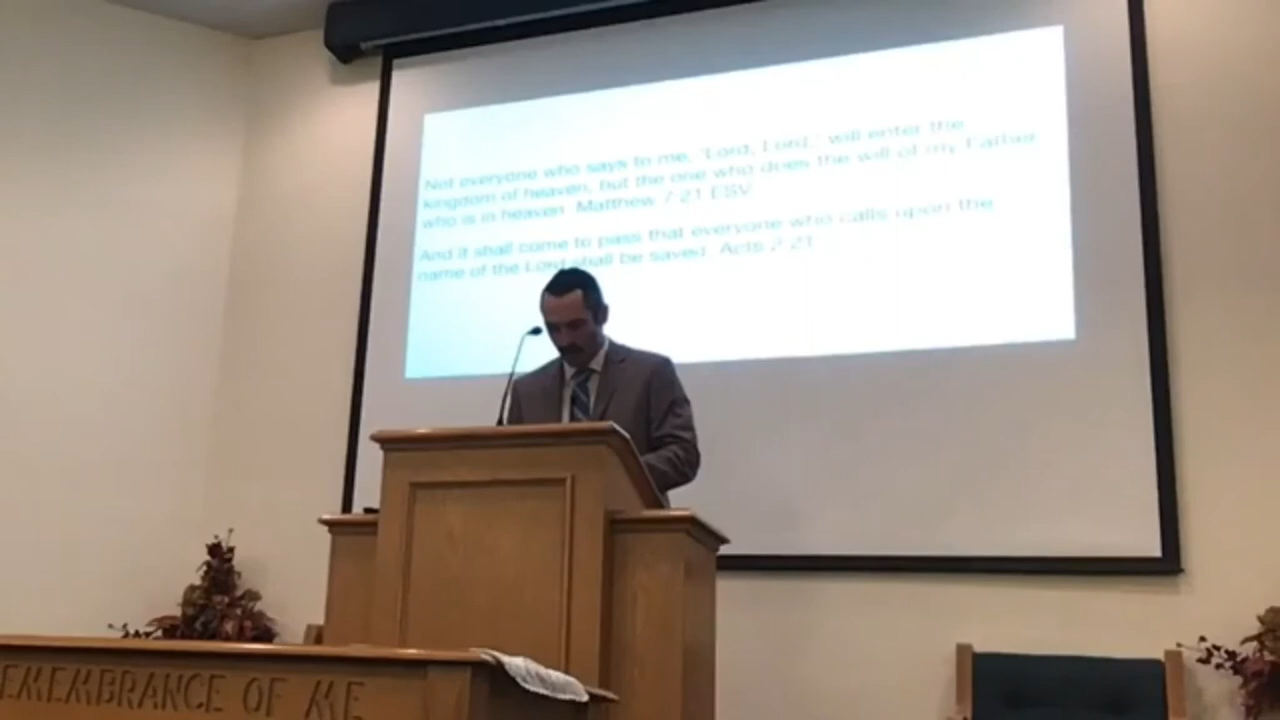 Not everyone who says to me, 'Lord, Lord,' will enter the
kingdom of heaven, but the one who does the will of my Father
who is in heaven. Matthew 7:21 ESV
And it shall come to pass that everyone who calls upon the
name of the Lord shall be saved. Acts 2:21
EMEMBRANCE OF ME